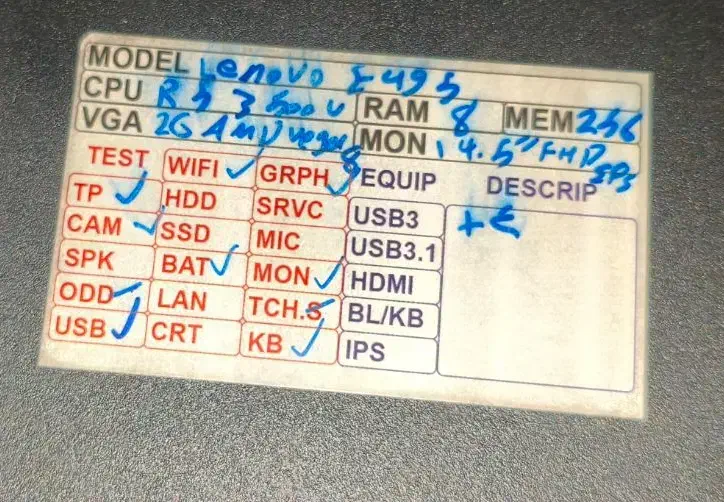 MODEL Lenovo E495
CPU R5 3500U RAM 8 MEM 256
VGA 2G AMD vega 8 MON 14.5" FHD IPS
TEST WIFI ✓ GRPH ✓ EQUIP DESCRIP
TP ✓ HDD SRVC USB3 +E
CAM ✓ SSD MIC USB3.1
SPK BAT ✓ MON ✓ HDMI
ODD ✓ LAN TCH.S ✓ BL/KB
USB ✓ CRT KB ✓ IPS